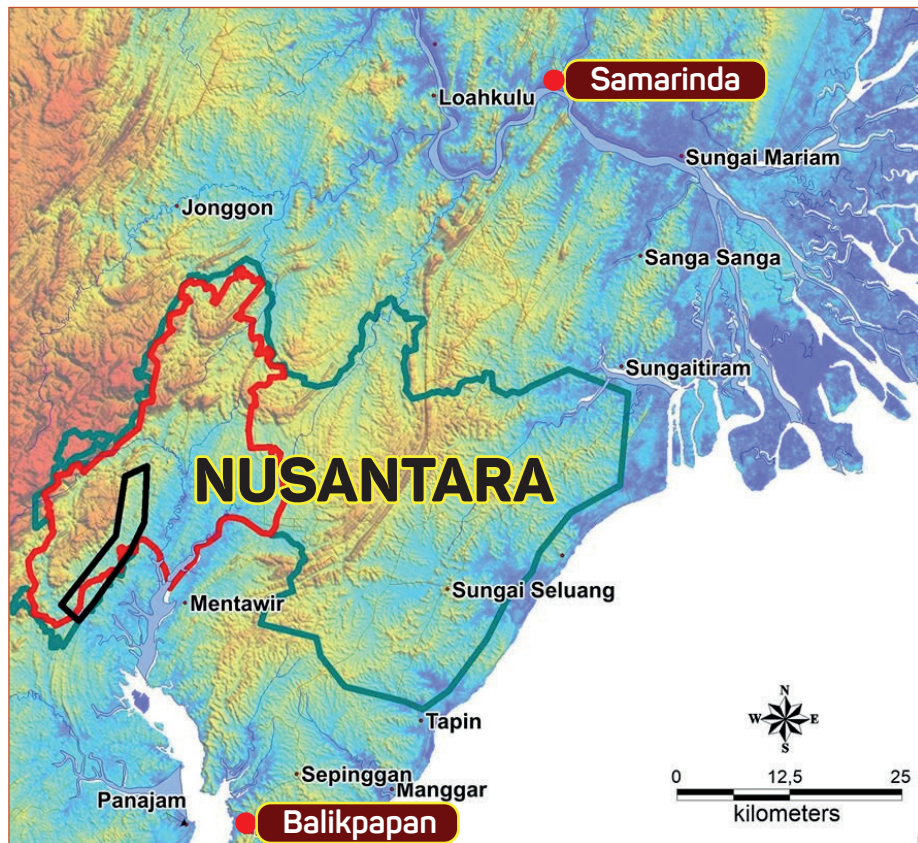 Samarinda
Loahkulu
Sungai Mariam
Jonggon
Sanga Sanga
Sungaitiram
NUSANTARA
Sungai Seluang
Mentawir
N
W E
S
Tapin
Sepinggan
Manggar
Panajam
Balikpapan
0 12,5 25
kilometers